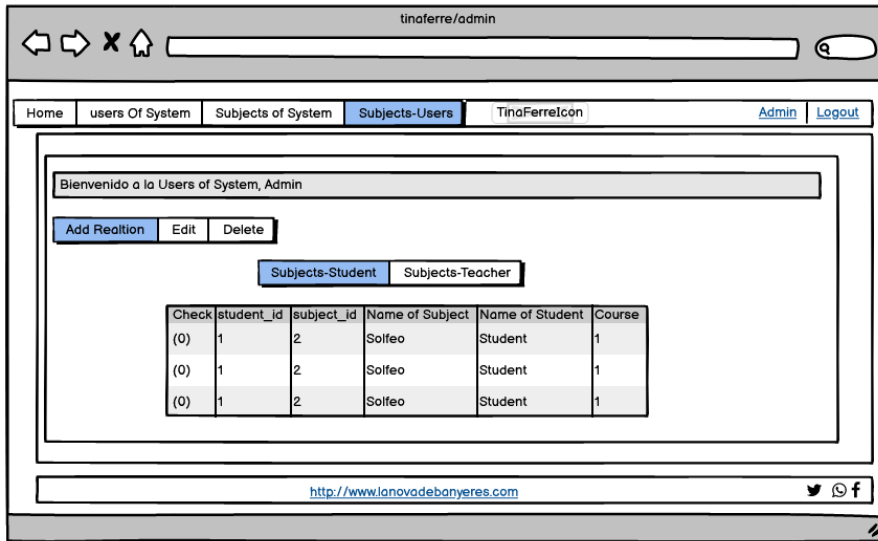 tinaferre/admin
Home users Of System Subjects of System Subjects-Users TinaFerreIcon Admin Logout
Bienvenido a la Users of System, Admin
Add Realtion Edit Delete
Subjects-Student Subjects-Teacher
Check student_id subject_id Name of Subject Name of Student Course
(0) 1 2 Solfeo Student 1
(0) 1 2 Solfeo Student 1
(0) 1 2 Solfeo Student 1
http://www.lanovadebanyeres.com